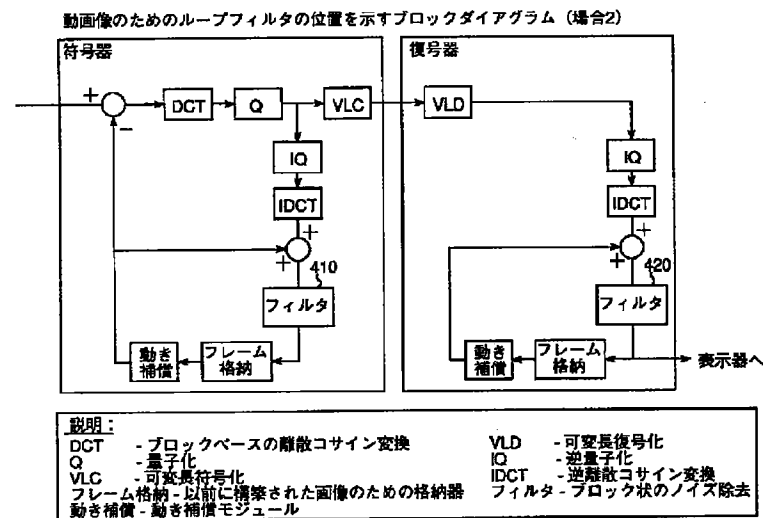 動画像のためのループフィルタの位置を示すブロックダイアグラム（場合2）
符号器
復号器
+
−
DCT
Q
VLC
VLD
IQ
IQ
IDCT
IDCT
+
+
+
+
410
420
フィルタ
フィルタ
動き
補償
フレーム
格納
動き
補償
フレーム
格納
表示器へ
説明：
DCT - ブロックベースの離散コサイン変換
Q - 量子化
VLC - 可変長符号化
フレーム格納 - 以前に構築された画像のための格納器
動き補償 - 動き補償モジュール
VLD - 可変長復号化
IQ - 逆量子化
IDCT - 逆離散コサイン変換
フィルタ - ブロック状のノイズ除去